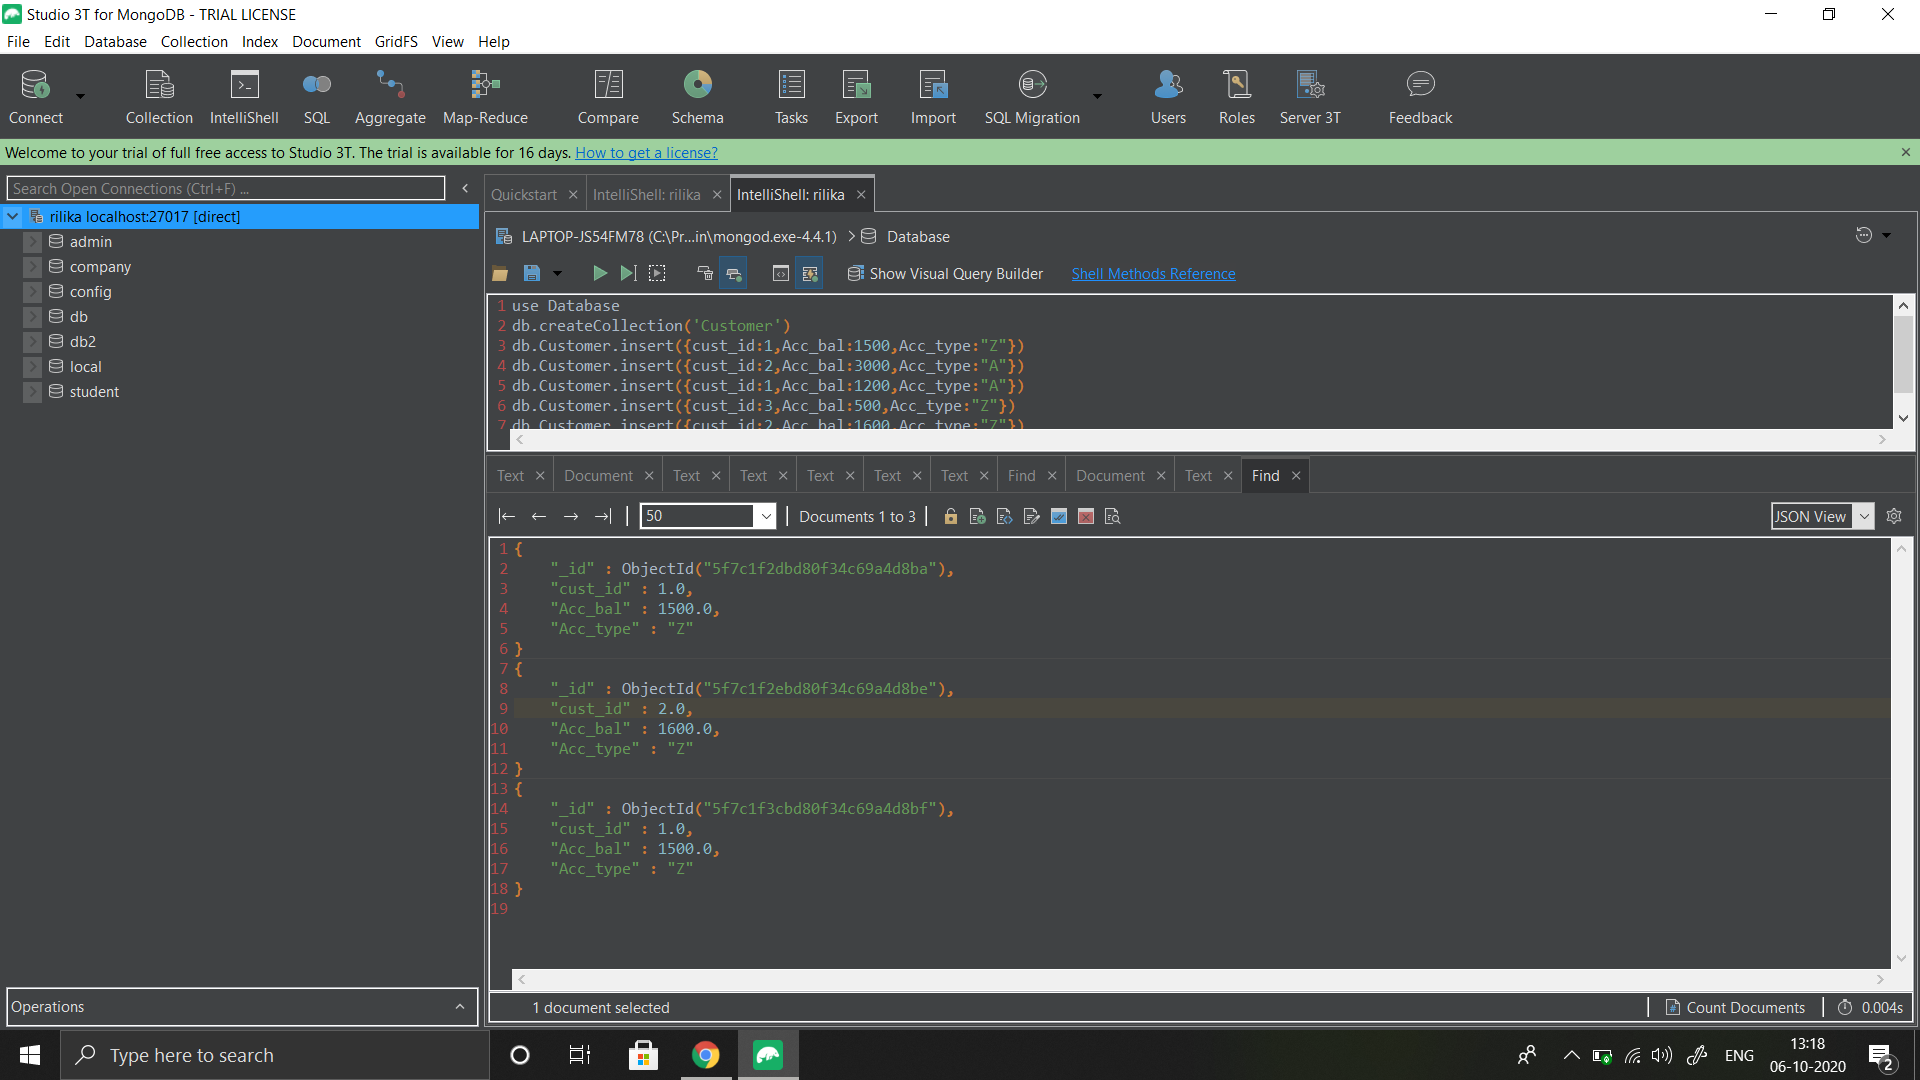 Studio 3T for MongoDB - TRIAL LICENSE
File Edit Database Collection Index Document GridFS View Help
Connect Collection IntelliShell SQL Aggregate Map-Reduce Compare Schema Tasks Export Import SQL Migration Users Roles Server 3T Feedback
Welcome to your trial of full free access to Studio 3T. The trial is available for 16 days. How to get a license?
Search Open Connections (Ctrl+F) ...
rilika localhost:27017 [direct]
admin
company
config
db
db2
local
student
Quickstart IntelliShell: rilika IntelliShell: rilika
LAPTOP-JS54FM78 (C:\Pr...in\mongod.exe-4.4.1) > Database
Show Visual Query Builder Shell Methods Reference
1 use Database
2 db.createCollection('Customer')
3 db.Customer.insert({cust_id:1,Acc_bal:1500,Acc_type:"Z"})
4 db.Customer.insert({cust_id:2,Acc_bal:3000,Acc_type:"A"})
5 db.Customer.insert({cust_id:1,Acc_bal:1200,Acc_type:"A"})
6 db.Customer.insert({cust_id:3,Acc_bal:500,Acc_type:"Z"})
7 db.Customer.insert({cust_id:2,Acc_bal:1600,Acc_type:"Z"})
Text Document Text Text Text Text Text Find Document Text Find
50 Documents 1 to 3 JSON View
1 {
2 "_id" : ObjectId("5f7c1f2dbd80f34c69a4d8ba"),
3 "cust_id" : 1.0,
4 "Acc_bal" : 1500.0,
5 "Acc_type" : "Z"
6 }
7 {
8 "_id" : ObjectId("5f7c1f2ebd80f34c69a4d8be"),
9 "cust_id" : 2.0,
10 "Acc_bal" : 1600.0,
11 "Acc_type" : "Z"
12 }
13 {
14 "_id" : ObjectId("5f7c1f3cbd80f34c69a4d8bf"),
15 "cust_id" : 1.0,
16 "Acc_bal" : 1500.0,
17 "Acc_type" : "Z"
18 }
19
Operations
1 document selected Count Documents 0.004s
Type here to search
ENG
13:18
06-10-2020
2